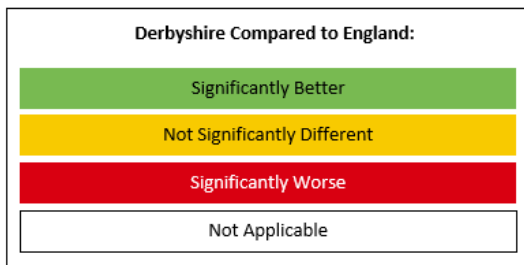 Derbyshire Compared to England:
Significantly Better
Not Significantly Different
Significantly Worse
Not Applicable